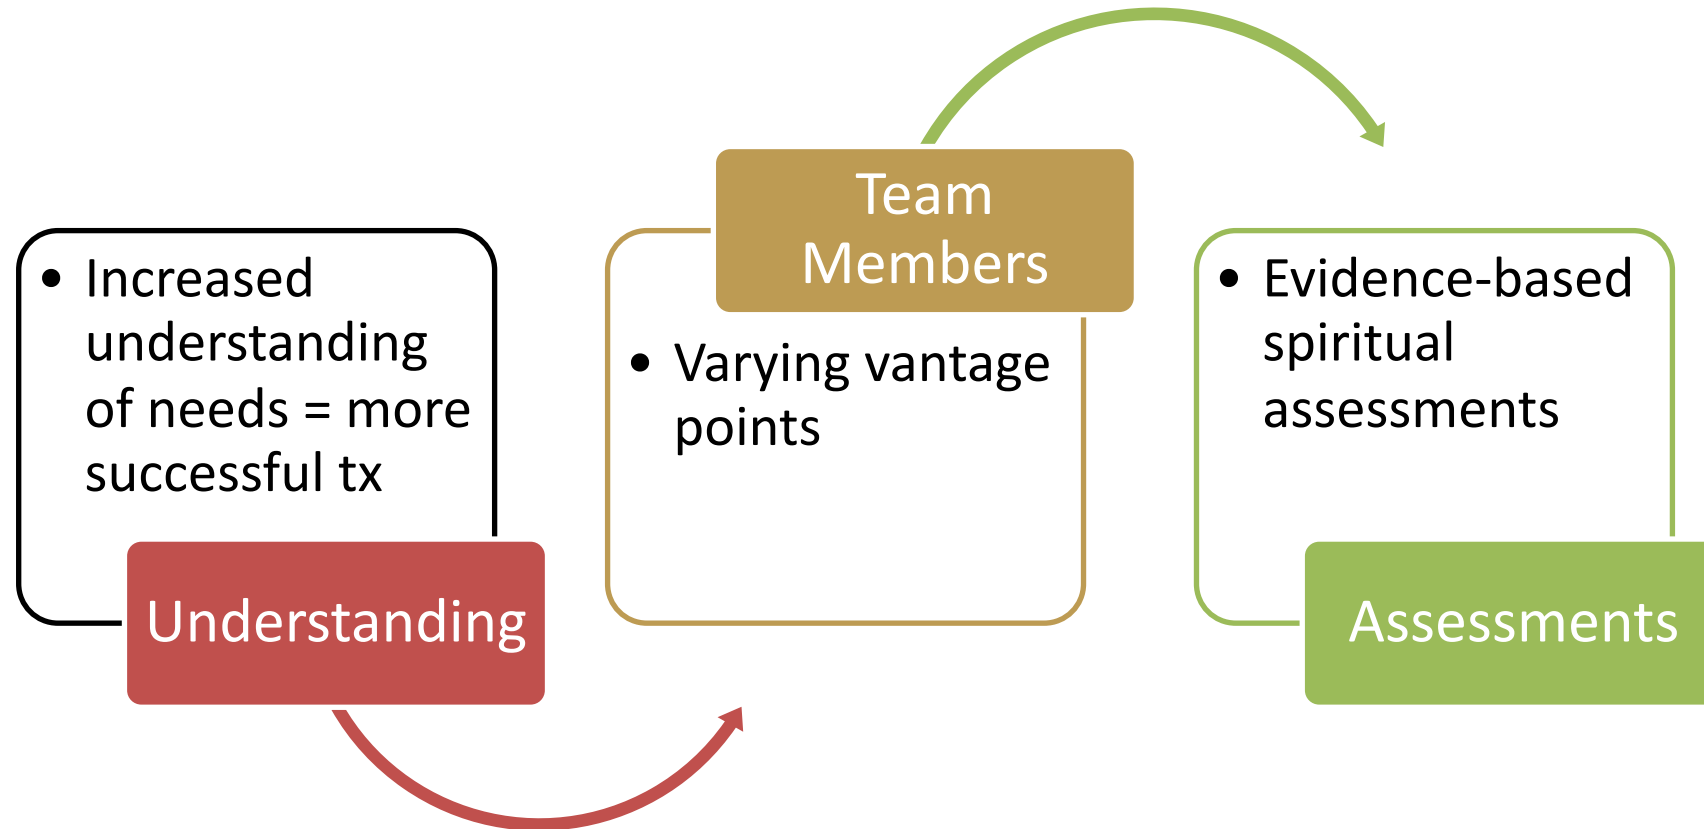 • Increased
understanding
of needs = more
successful tx
Understanding
Team
Members
• Varying vantage
points
• Evidence-based
spiritual
assessments
Assessments